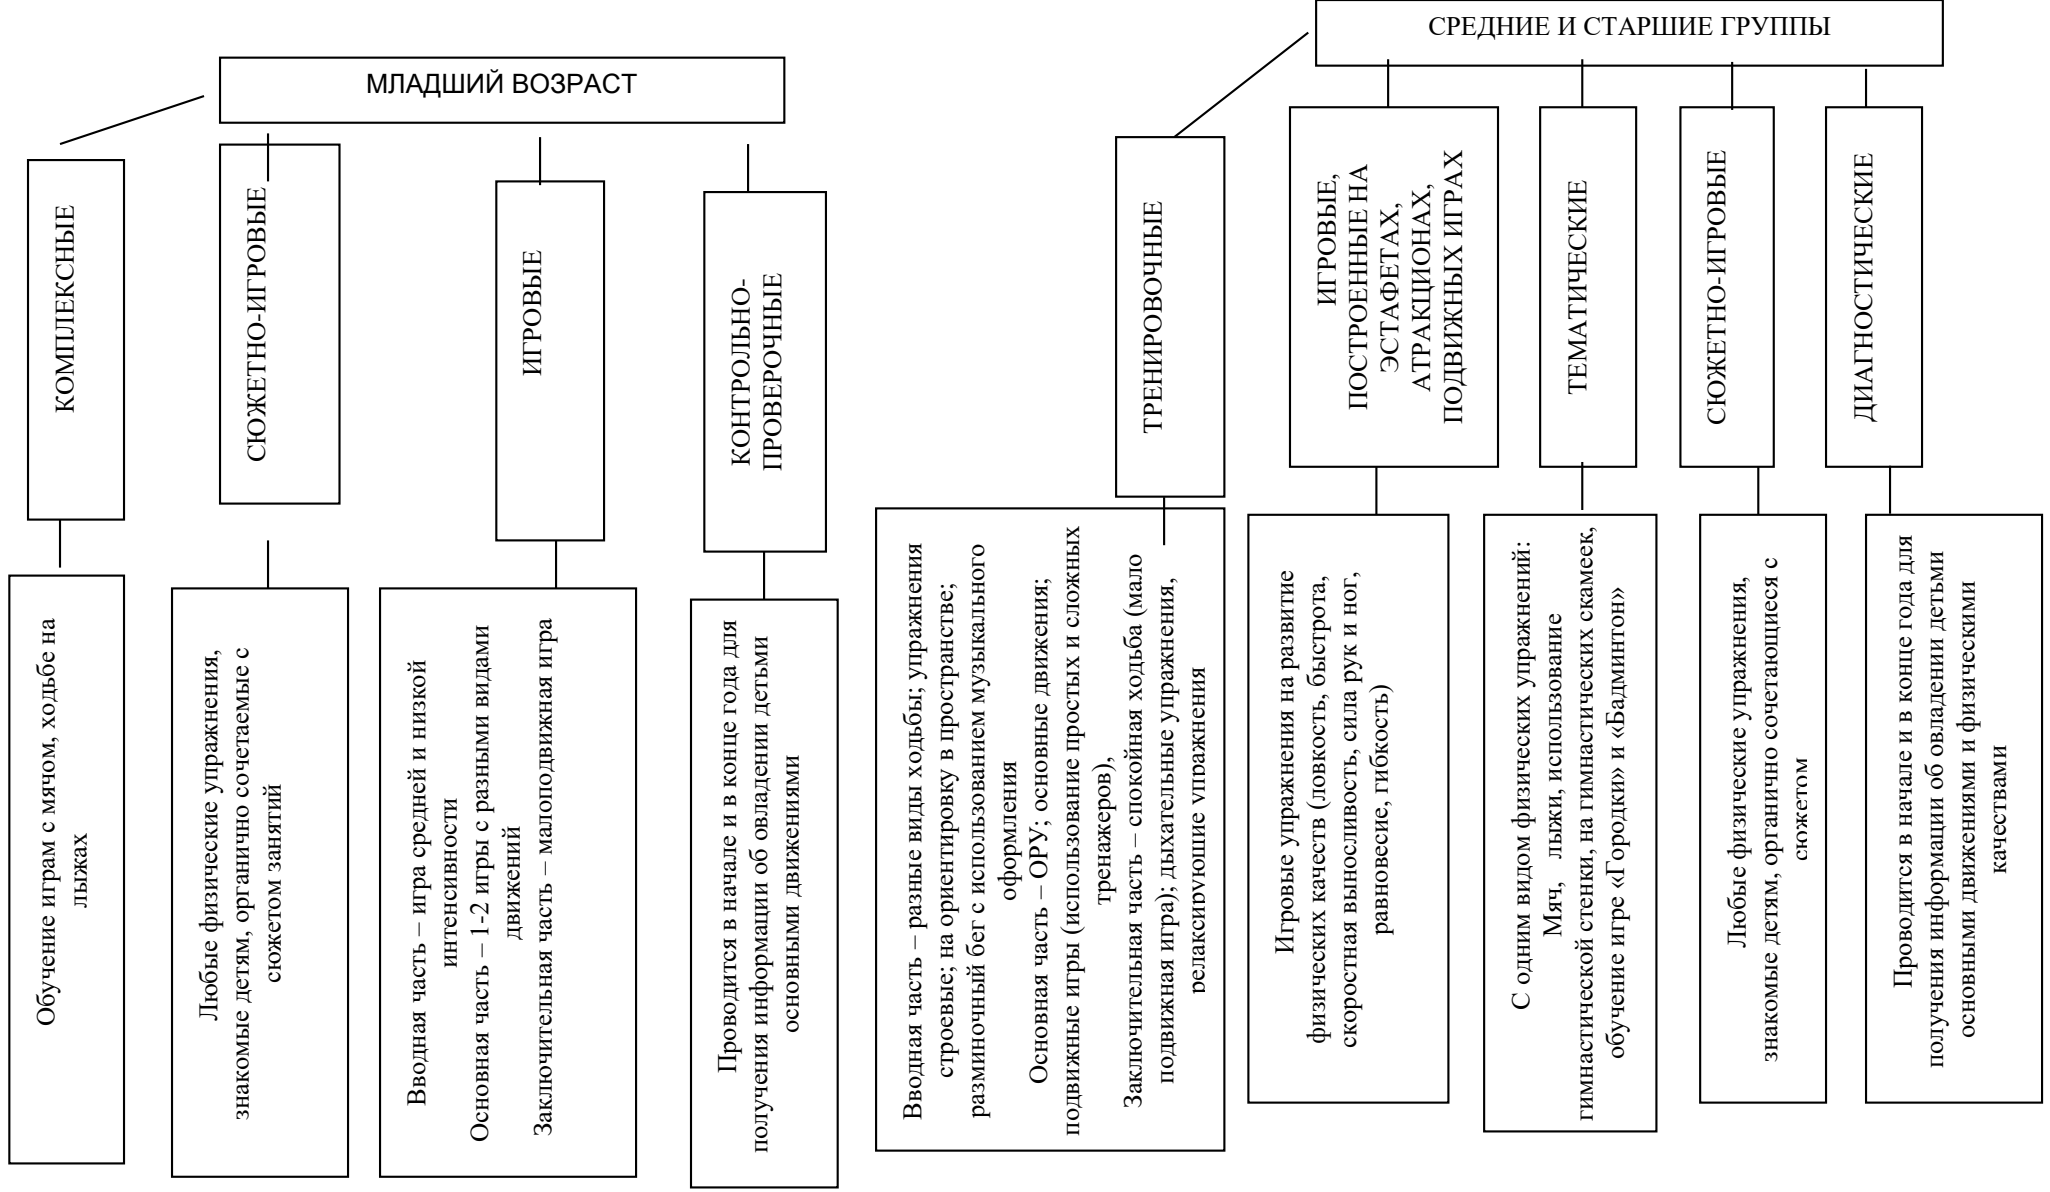 МЛАДШИЙ ВОЗРАСТ
КОМПЛЕКСНЫЕ
СЮЖЕТНО-ИГРОВЫЕ
ИГРОВЫЕ
КОНТРОЛЬНО-
ПРОВЕРОЧНЫЕ
Обучение играм с мячом, ходьбе на
лыжах
Любые физические упражнения,
знакомые детям, органично сочетаемые с
сюжетом занятий
Вводная часть – игра средней и низкой
интенсивности
Основная часть – 1-2 игры с разными видами
движений
Заключительная часть – малоподвижная игра
Проводится в начале и в конце года для
получения информации об овладении детьми
основными движениями
СРЕДНИЕ И СТАРШИЕ ГРУППЫ
ТРЕНИРОВОЧНЫЕ
ИГРОВЫЕ,
ПОСТРОЕННЫЕ НА
ЭСТАФЕТАХ,
АТРАКЦИОНАХ,
ПОДВИЖНЫХ ИГРАХ
ТЕМАТИЧЕСКИЕ
СЮЖЕТНО-ИГРОВЫЕ
ДИАГНОСТИЧЕСКИЕ
Вводная часть – разные виды ходьбы; упражнения
строевые; на ориентировку в пространстве;
разминочный бег с использованием музыкального
оформления
Основная часть – ОРУ; основные движения;
подвижные игры (использование простых и сложных
тренажеров),
Заключительная часть – спокойная ходьба (мало
подвижная игра); дыхательные упражнения,
релаксирующие упражнения
Игровые упражнения на развитие
физических качеств (ловкость, быстрота,
скоростная выносливость, сила рук и ног,
равновесие, гибкость)
С одним видом физических упражнений:
Мяч, лыжи, использование
гимнастической стенки, на гимнастических скамеек,
обучение игре «Городки» и «Бадминтон»
Любые физические упражнения,
знакомые детям, органично сочетающиеся с
сюжетом
Проводится в начале и в конце года для
получения информации об овладении детьми
основными движениями и физическими
качествами